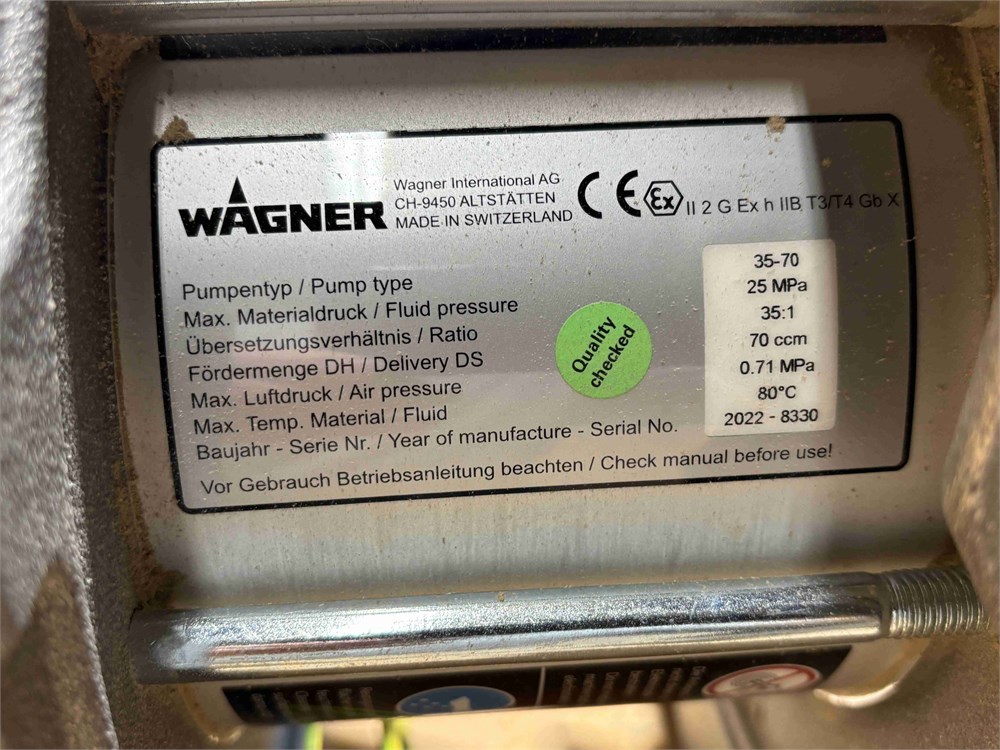 WAGNER
Wagner International AG
CH-9450 ALTSTÄTTEN
MADE IN SWITZERLAND
CE Ex II 2 G Ex h IIB T3/T4 Gb X
Pumpentyp / Pump type 35-70
Max. Materialdruck / Fluid pressure 25 MPa
Übersetzungsverhältnis / Ratio 35:1
Fördermenge DH / Delivery DS 70 ccm
Max. Luftdruck / Air pressure 0.71 MPa
Max. Temp. Material / Fluid 80°C
Baujahr - Serie Nr. / Year of manufacture - Serial No. 2022 - 8330
Vor Gebrauch Betriebsanleitung beachten / Check manual before use!
Quality
checked